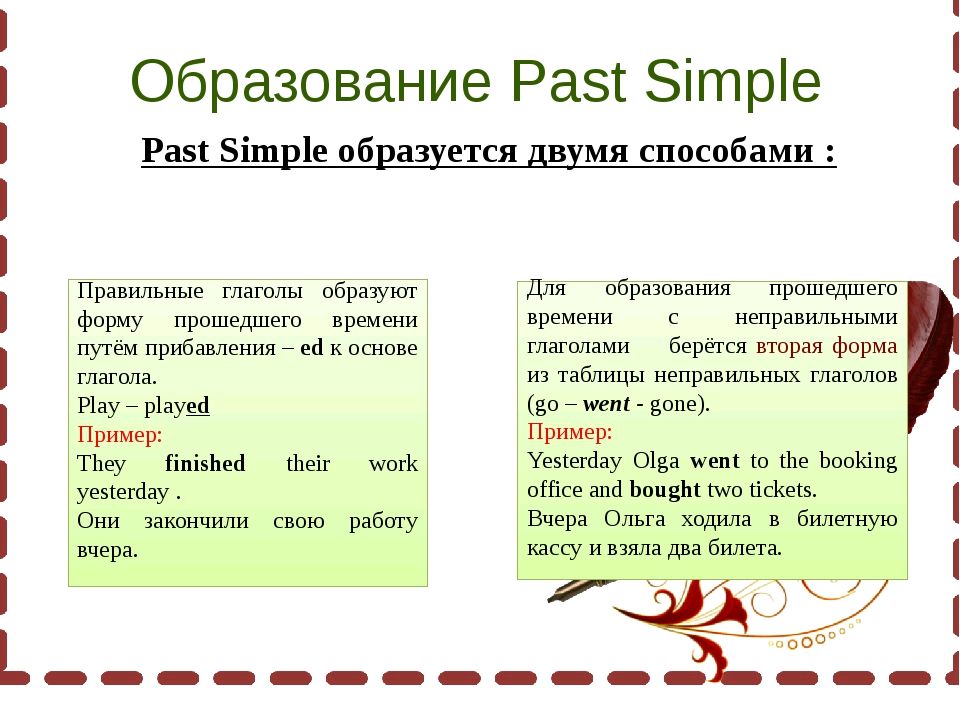 Образование Past Simple
Past Simple образуется двумя способами :
Правильные глаголы образуют
форму прошедшего времени
путём прибавления – ed к основе
глагола.
Play – played
Пример:
They finished their work
yesterday .
Они закончили свою работу
вчера.
Для образования прошедшего
времени с неправильными
глаголами берётся вторая форма
из таблицы неправильных глаголов
(go – went - gone).
Пример:
Yesterday Olga went to the booking
office and bought two tickets.
Вчера Ольга ходила в билетную
кассу и взяла два билета.